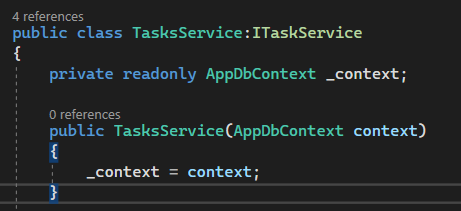 4 references
public class TasksService:ITaskService
{
    private readonly AppDbContext _context;
    0 references
    public TasksService(AppDbContext context)
    {
        _context = context;
    }